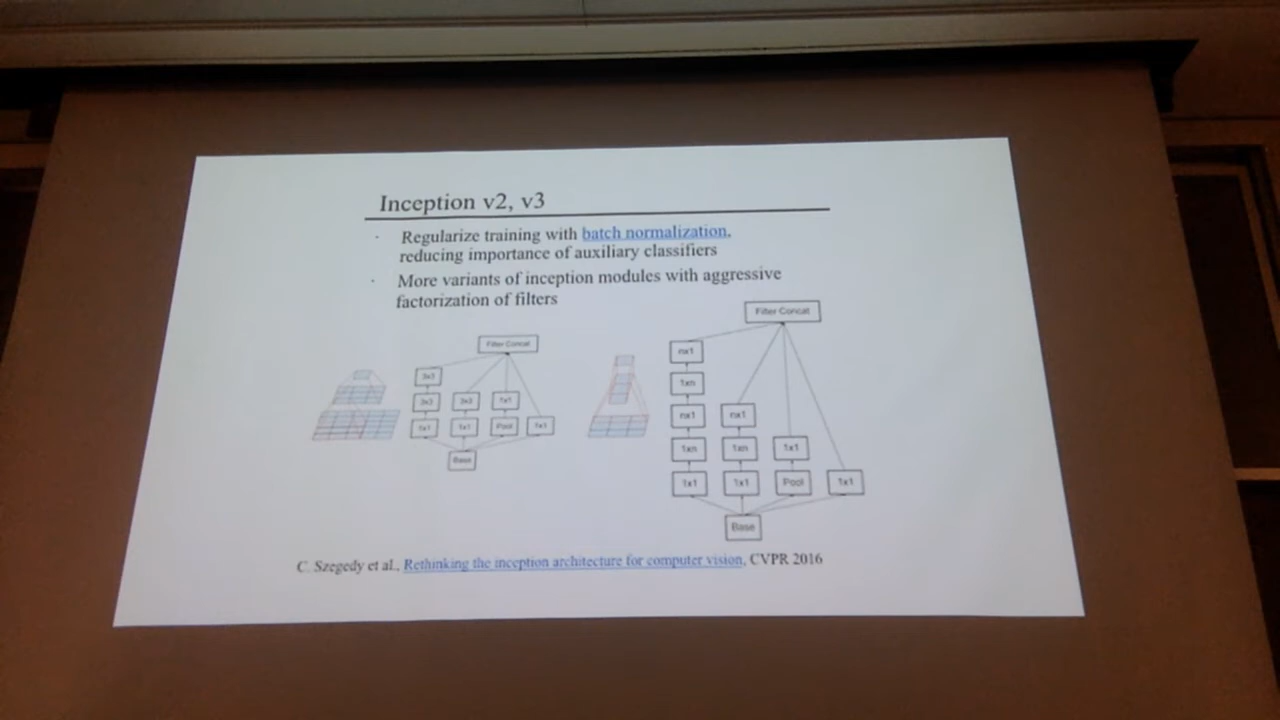 Inception v2, v3
· Regularize training with batch normalization,
reducing importance of auxiliary classifiers
· More variants of inception modules with aggressive
factorization of filters
Filter Concat
3x3
3x3 3x3 1x1
1x1 1x1 Pool 1x1
Base
Filter Concat
nx1
1xn
nx1 nx1
1xn 1xn 1x1
1x1 1x1 Pool 1x1
Base
C. Szegedy et al., Rethinking the inception architecture for computer vision, CVPR 2016